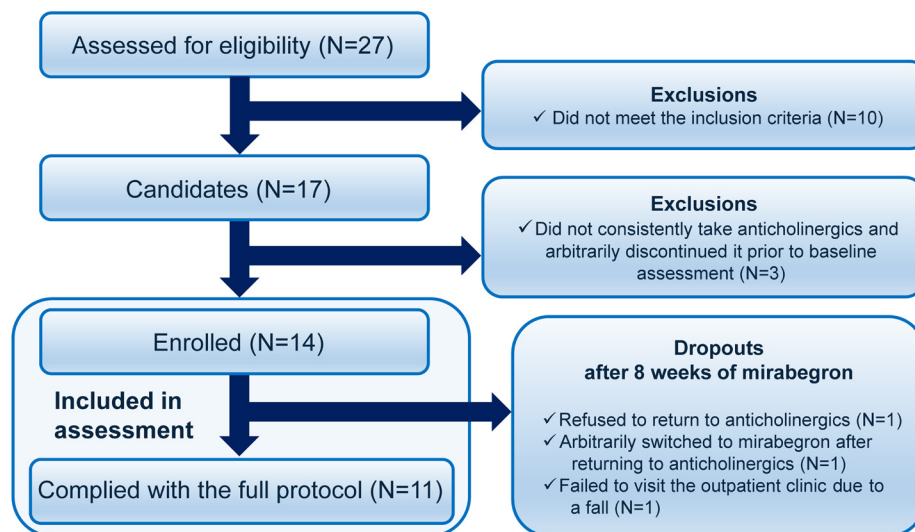 Assessed for eligibility (N=27)
Exclusions
✓ Did not meet the inclusion criteria (N=10)
Candidates (N=17)
Exclusions
✓ Did not consistently take anticholinergics and
arbitrarily discontinued it prior to baseline
assessment (N=3)
Enrolled (N=14)
Included in
assessment
Complied with the full protocol (N=11)
Dropouts
after 8 weeks of mirabegron
✓ Refused to return to anticholinergics (N=1)
✓ Arbitrarily switched to mirabegron after
returning to anticholinergics (N=1)
✓ Failed to visit the outpatient clinic due to
a fall (N=1)